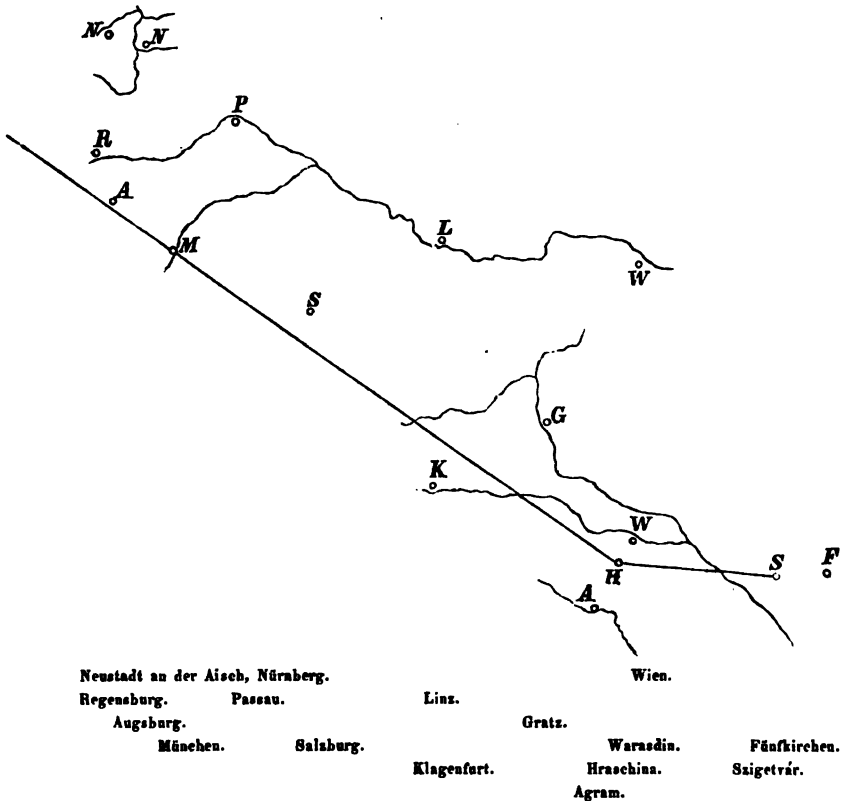 N N
P
R
A
L
M
W
S
G
K
W
H. S F
A
Neustadt an der Aisch, Nürnberg. Wien.
Regensburg. Passau. Linz.
Augsburg. Gratz.
München. Salzburg. Warasdin. Fünfkirchen.
Klagenfurt. Hraschina. Szigetvár.
Agram.